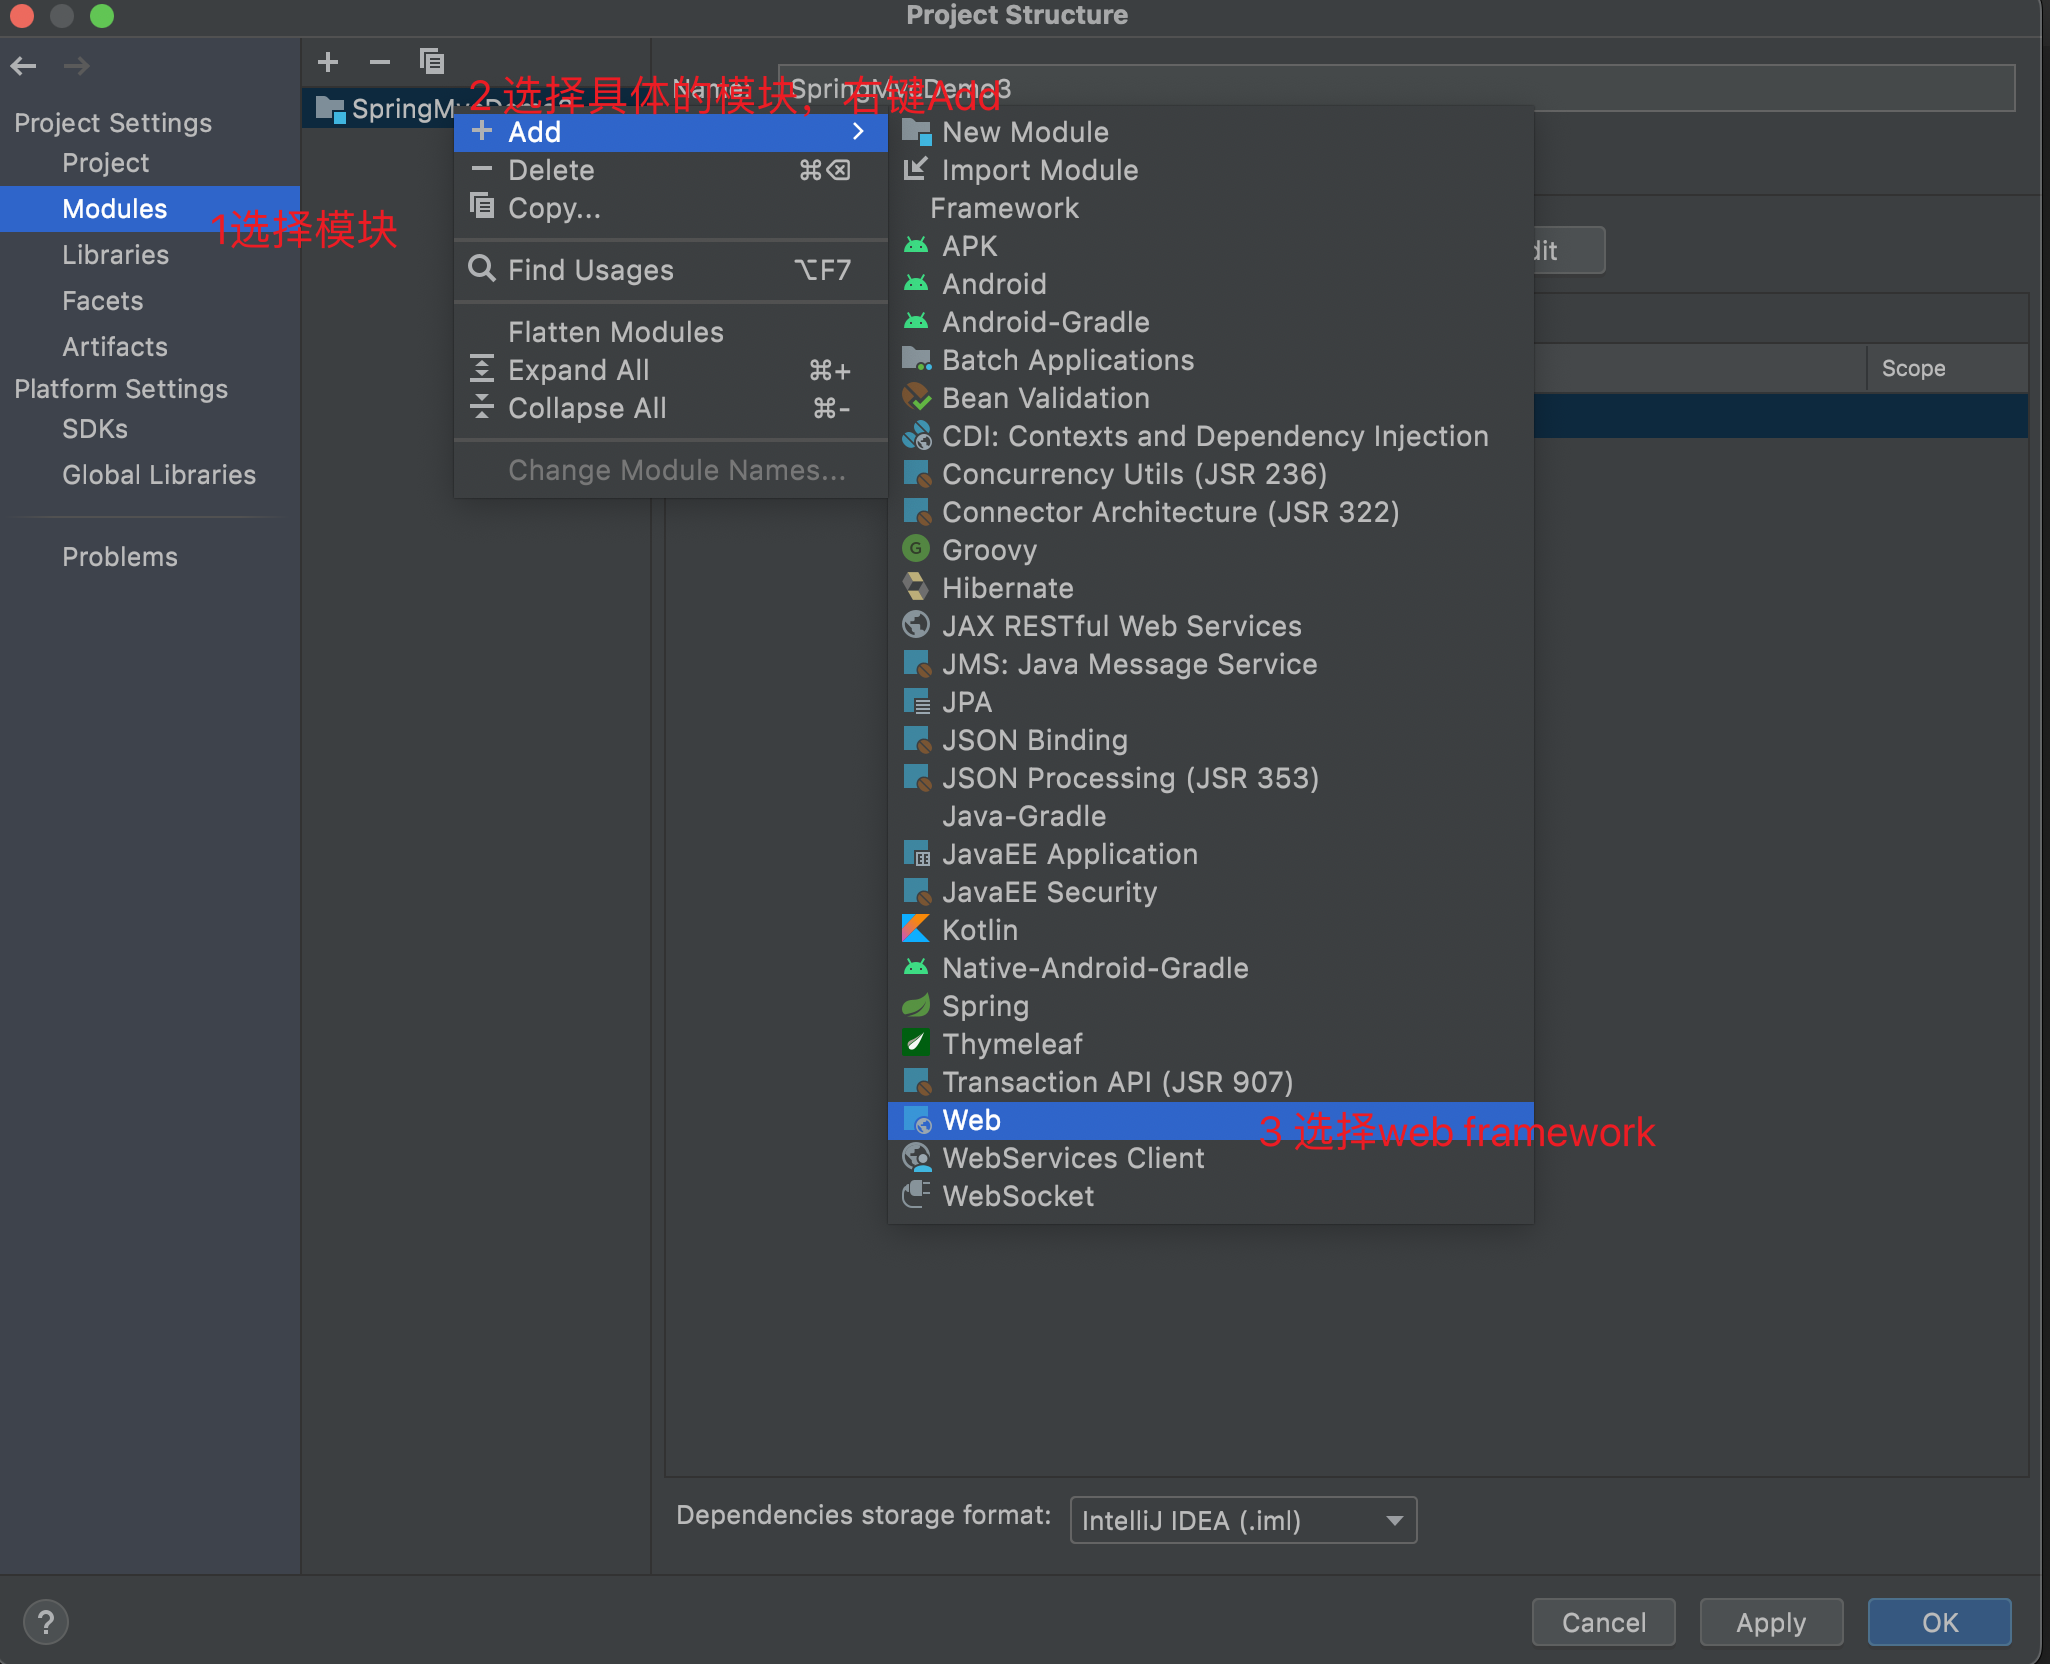 Project Structure
Project Settings
Project
Modules
Libraries
Facets
Artifacts
Platform Settings
SDKs
Global Libraries
Problems
1选择模块
SpringMvcDemo3
2 选择具体的模块，右键Add
Name:
SpringMvcDemo3
Add
Delete ⌘⌫
Copy...
Find Usages ⌥F7
Flatten Modules
Expand All ⌘+
Collapse All ⌘-
Change Module Names...
New Module
Import Module
Framework
APK
Android
Android-Gradle
Batch Applications
Bean Validation
CDI: Contexts and Dependency Injection
Concurrency Utils (JSR 236)
Connector Architecture (JSR 322)
Groovy
Hibernate
JAX RESTful Web Services
JMS: Java Message Service
JPA
JSON Binding
JSON Processing (JSR 353)
Java-Gradle
JavaEE Application
JavaEE Security
Kotlin
Native-Android-Gradle
Spring
Thymeleaf
Transaction API (JSR 907)
Web
3 选择web framework
WebServices Client
WebSocket
dit
Scope
Dependencies storage format:
IntelliJ IDEA (.iml)
?
Cancel
Apply
OK